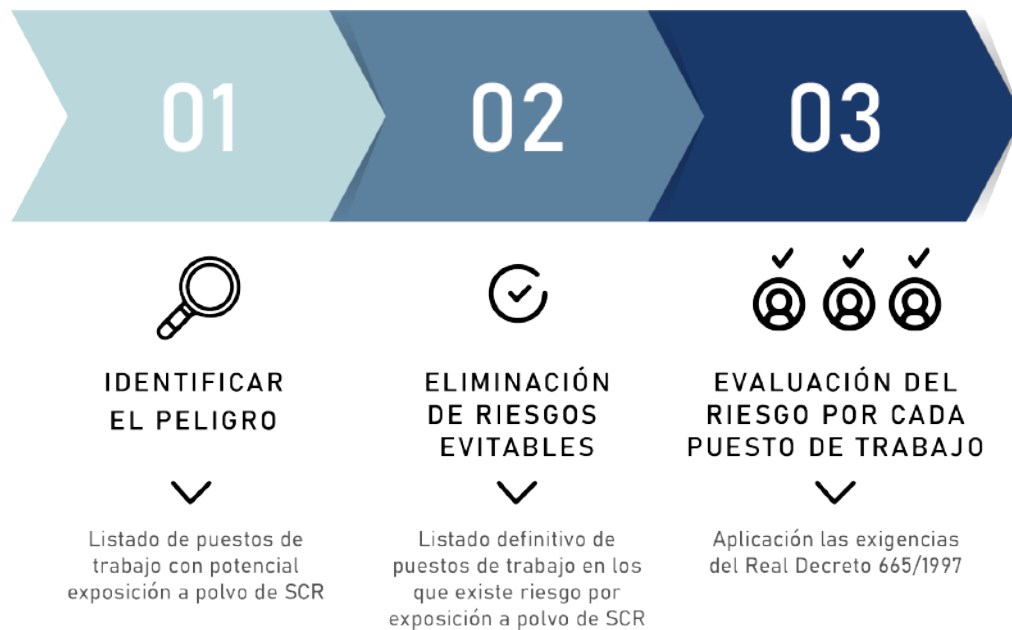 01
02
03
IDENTIFICAR
EL PELIGRO
Listado de puestos de
trabajo con potencial
exposición a polvo de SCR
ELIMINACIÓN
DE RIESGOS
EVITABLES
Listado definitivo de
puestos de trabajo en los
que existe riesgo por
exposición a polvo de SCR
EVALUACIÓN DEL
RIESGO POR CADA
PUESTO DE TRABAJO
Aplicación las exigencias
del Real Decreto 665/1997